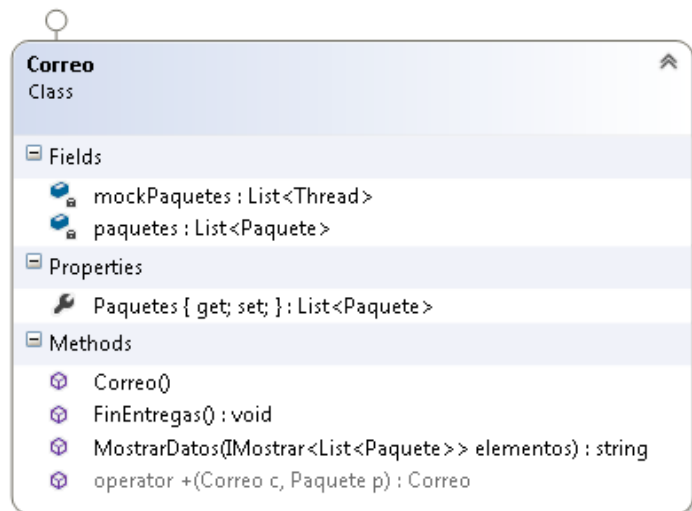 Correo
Class
Fields
mockPaquetes : List<Thread>
paquetes : List<Paquete>
Properties
Paquetes { get; set; } : List<Paquete>
Methods
Correo()
FinEntregas() : void
MostrarDatos(IMostrar<List<Paquete>> elementos) : string
operator +(Correo c, Paquete p) : Correo